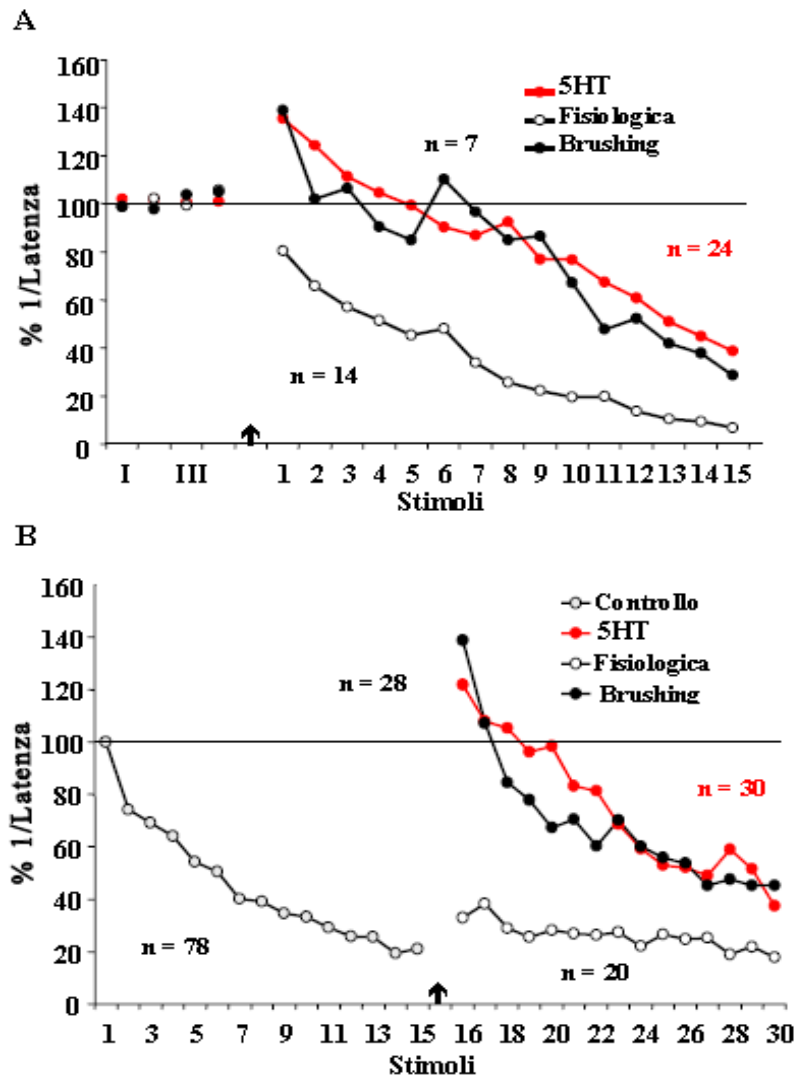 A
160
140
120
100
80
60
40
20
0
% 1/Latenza
5HT
Fisiologica
Brushing
n = 7
n = 24
n = 14
I III 1 2 3 4 5 6 7 8 9 10 11 12 13 14 15
Stimoli
B
160
140
120
100
80
60
40
20
0
% 1/Latenza
Controllo
5HT
Fisiologica
Brushing
n = 28
n = 30
n = 78
n = 20
1 3 5 7 9 11 13 15 16 18 20 22 24 26 28 30
Stimoli